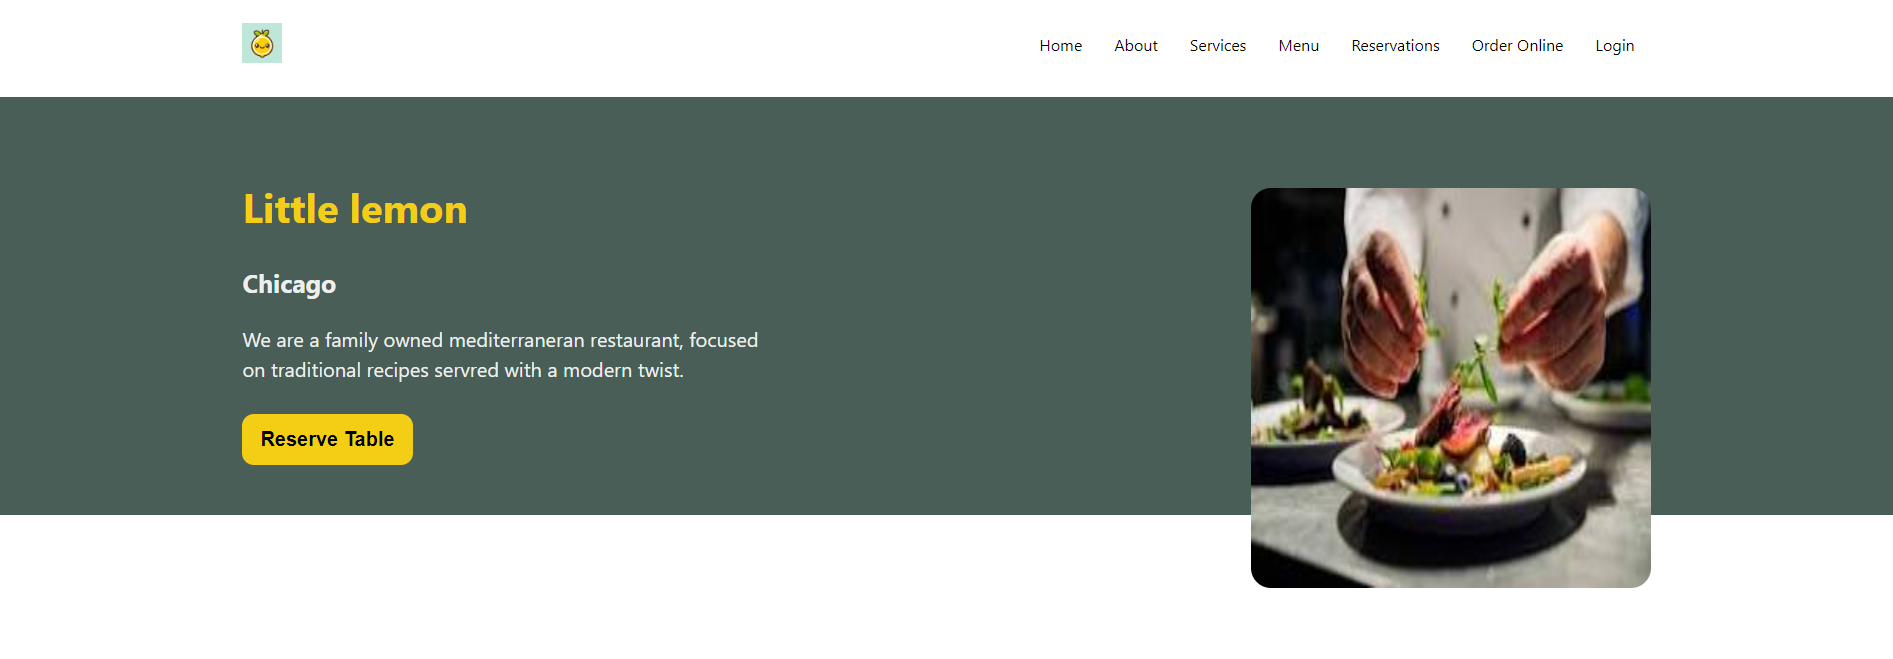 Home About Services Menu Reservations Order Online Login
Little lemon
Chicago
We are a family owned mediterraneran restaurant, focused
on traditional recipes servred with a modern twist.
Reserve Table